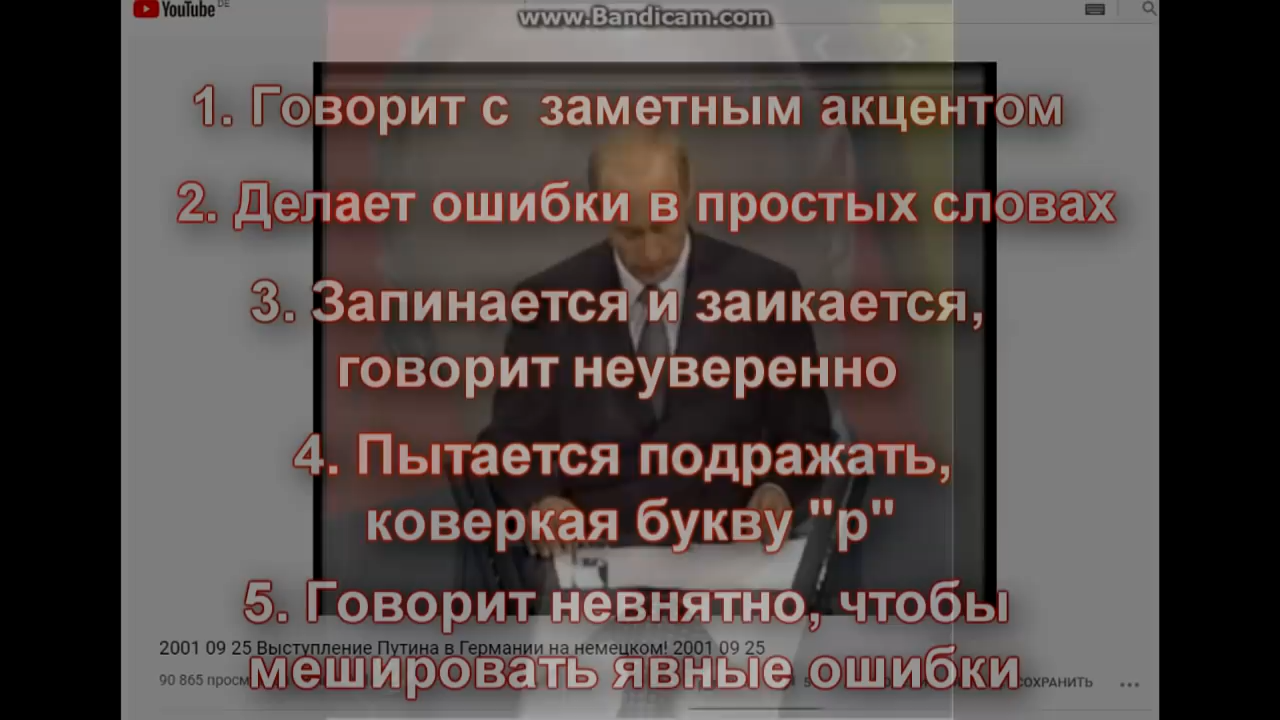 YouTube DE
www.Bandicam.com
1. Говорит с заметным акцентом
2. Делает ошибки в простых словах
3. Запинается и заикается,
говорит неуверенно
4. Пытается подражать,
коверкая букву "р"
5. Говорит невнятно, чтобы
2001 09 25 Выступление Путина в Германии на немецком! 2001 09 25
мешировать явные ошибки
90 865 СОХРАНИТЬ